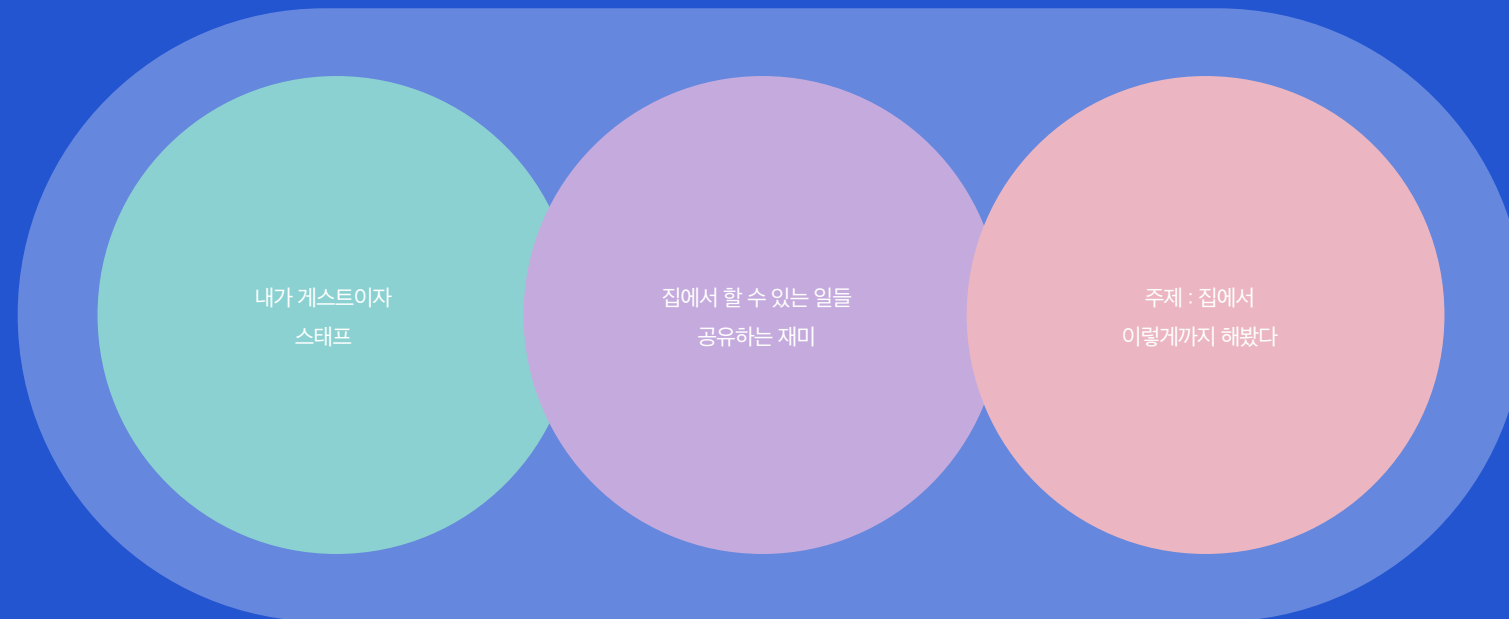 내가 게스트이자
스태프
집에서 할 수 있는 일들
공유하는 재미
주제 : 집에서
이렇게까지 해봤다